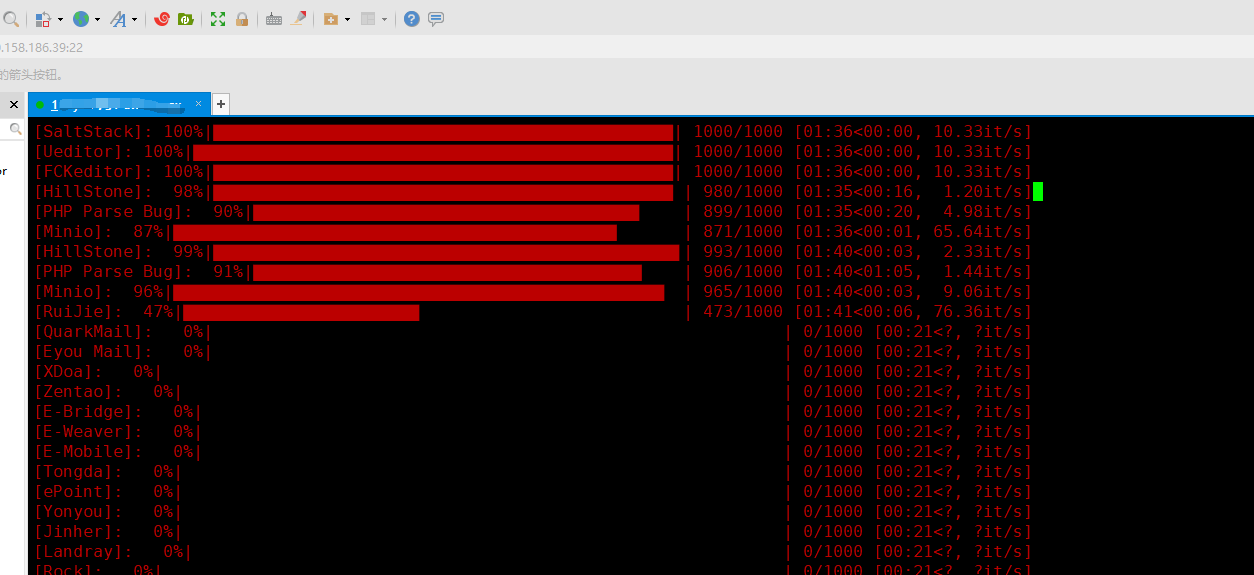 .158.186.39:22
的箭头按钮。
1
or
[SaltStack]: 100%| | 1000/1000 [01:36<00:00, 10.33it/s]
[Ueditor]: 100%| | 1000/1000 [01:36<00:00, 10.33it/s]
[FCKeditor]: 100%| | 1000/1000 [01:36<00:00, 10.33it/s]
[HillStone]:  98%| | 980/1000 [01:35<00:16,  1.20it/s]
[PHP Parse Bug]:  90%| | 899/1000 [01:35<00:20,  4.98it/s]
[Minio]:  87%| | 871/1000 [01:36<00:01, 65.64it/s]
[HillStone]:  99%| | 993/1000 [01:40<00:03,  2.33it/s]
[PHP Parse Bug]:  91%| | 906/1000 [01:40<01:05,  1.44it/s]
[Minio]:  96%| | 965/1000 [01:40<00:03,  9.06it/s]
[RuiJie]:  47%| | 473/1000 [01:41<00:06, 76.36it/s]
[QuarkMail]:   0%| | 0/1000 [00:21<?, ?it/s]
[Eyou Mail]:   0%| | 0/1000 [00:21<?, ?it/s]
[XDoa]:   0%| | 0/1000 [00:21<?, ?it/s]
[Zentao]:   0%| | 0/1000 [00:21<?, ?it/s]
[E-Bridge]:   0%| | 0/1000 [00:21<?, ?it/s]
[E-Weaver]:   0%| | 0/1000 [00:21<?, ?it/s]
[E-Mobile]:   0%| | 0/1000 [00:21<?, ?it/s]
[Tongda]:   0%| | 0/1000 [00:21<?, ?it/s]
[ePoint]:   0%| | 0/1000 [00:21<?, ?it/s]
[Yonyou]:   0%| | 0/1000 [00:21<?, ?it/s]
[Jinher]:   0%| | 0/1000 [00:21<?, ?it/s]
[Landray]:   0%| | 0/1000 [00:21<?, ?it/s]
[Rock]:   0%| | 0/1000 [00:21<?, ?it/s]